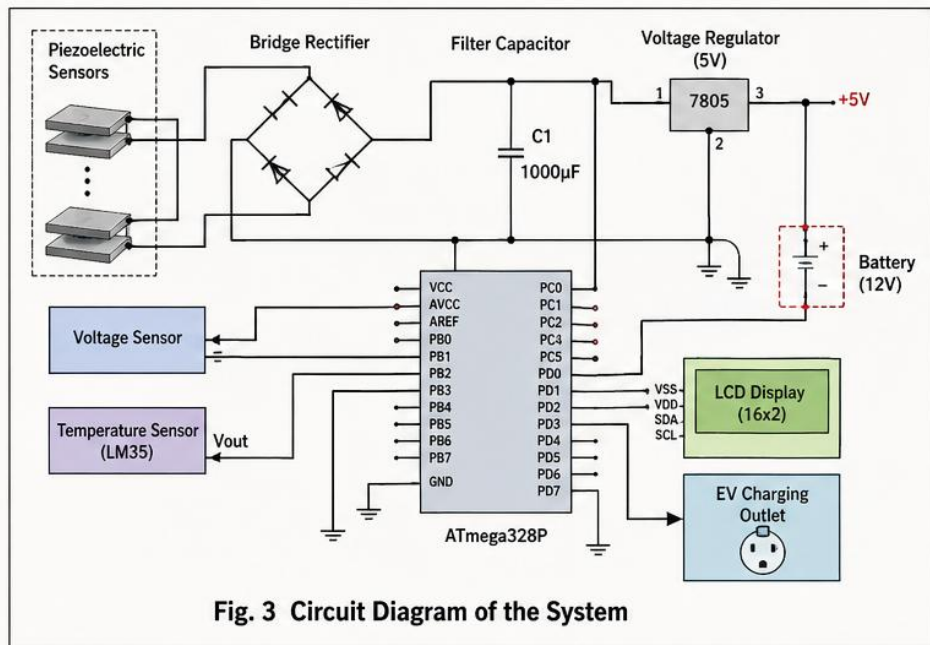 Piezoelectric
Sensors
Bridge Rectifier
Filter Capacitor
Voltage Regulator
(5V)
1
7805
3
+5V
2
C1
1000µF
+
−
Battery
(12V)
Voltage Sensor
Temperature Sensor
(LM35)
Vout
VCC
AVCC
AREF
PB0
PB1
PB2
PB3
PB4
PB5
PB6
PB7
GND
PC0
PC1
PC2
PC3
PC5
PD0
PD1
PD2
PD3
PD4
PD5
PD6
PD7
ATmega328P
VSS
VDD
SDA
SCL
LCD Display
(16x2)
EV Charging
Outlet
Fig. 3 Circuit Diagram of the System